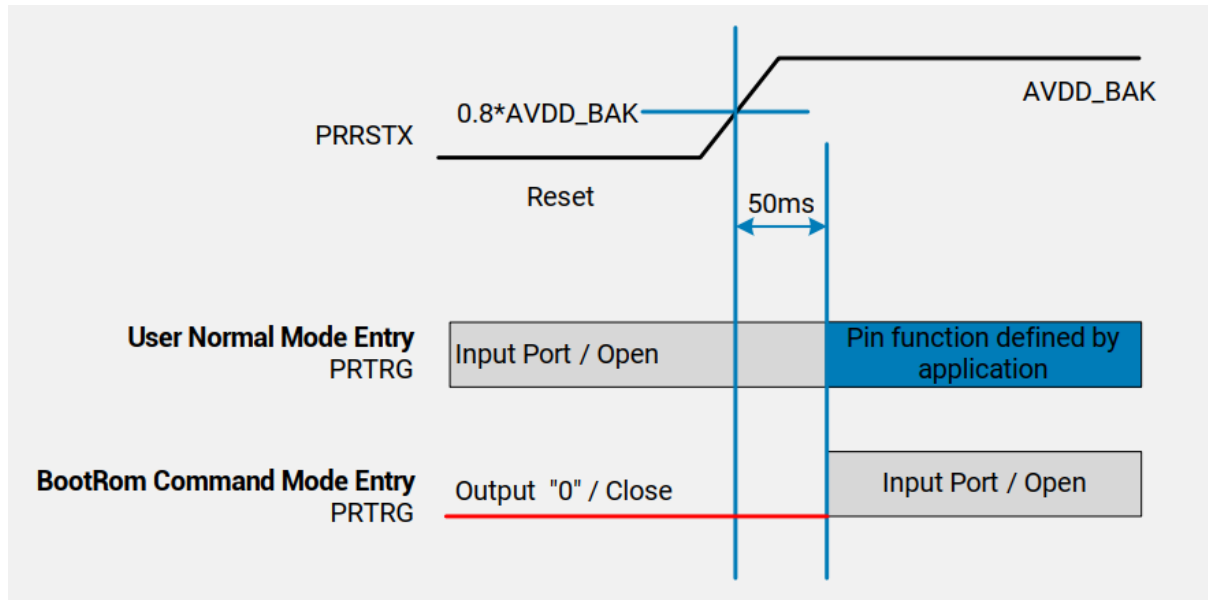 0.8*AVDD_BAK
AVDD_BAK
PRRSTX
Reset
50ms
User Normal Mode Entry
PRTRG
Input Port / Open
Pin function defined by
application
BootRom Command Mode Entry
PRTRG
Output "0" / Close
Input Port / Open